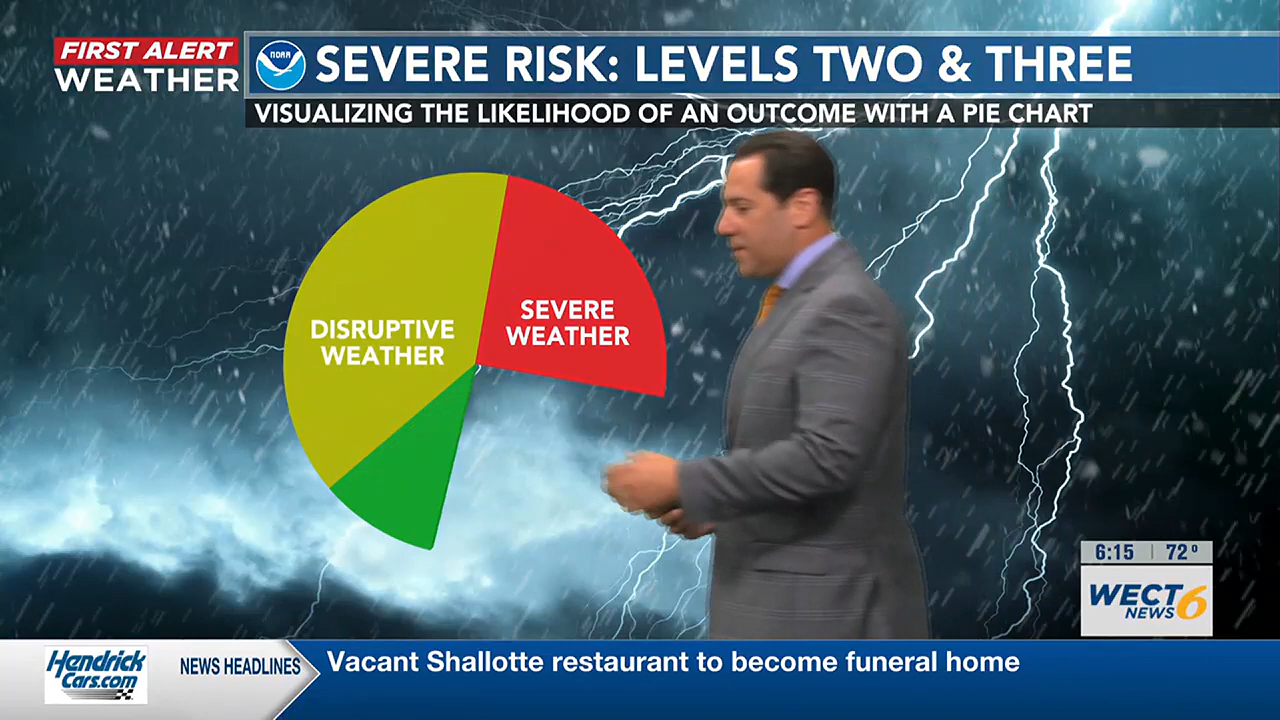 FIRST ALERT
WEATHER
NOAA
SEVERE RISK: LEVELS TWO & THREE
VISUALIZING THE LIKELIHOOD OF AN OUTCOME WITH A PIE CHART
DISRUPTIVE
WEATHER
SEVERE
WEATHER
6:15 | 72º
WECT6
NEWS
Hendrick
Cars.com
NEWS HEADLINES
Vacant Shallotte restaurant to become funeral home